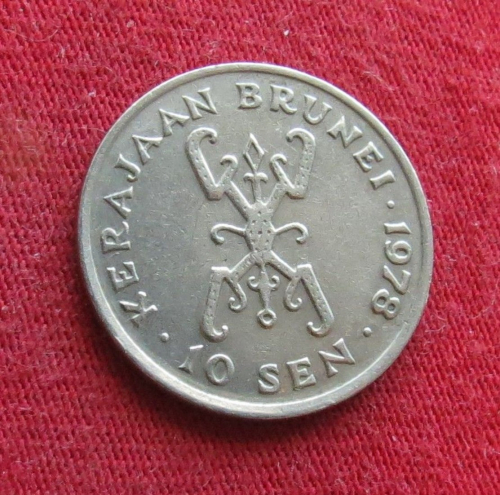 KERAJAAN BRUNEI · 1978 ·
10 SEN ·